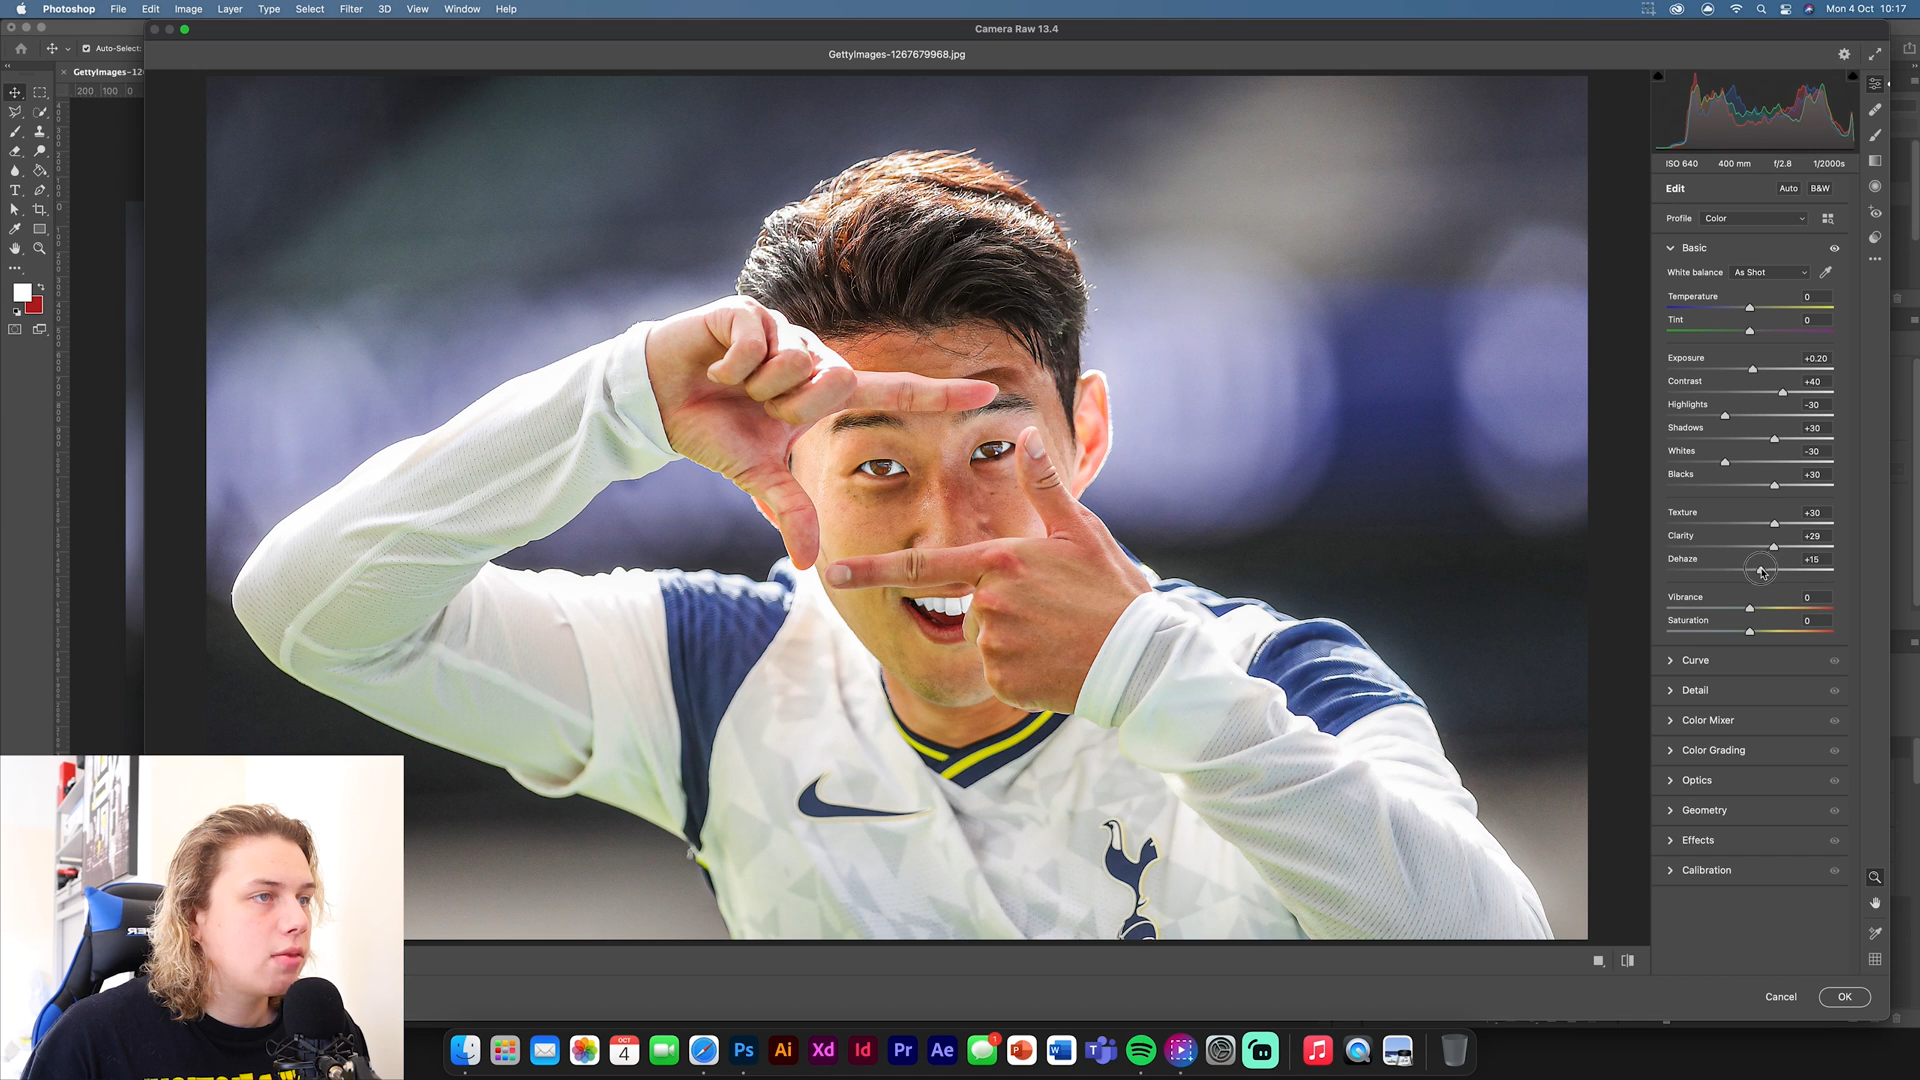 Photoshop File Edit Image Layer Type Select Filter 3D View Window Help
Mon 4 Oct 10:17
Camera Raw 13.4
Auto-Select:
GettyImages-1267679968.jpg
GettyImages-12
200 100 0
ISO 640 400 mm f/2.8 1/2000s
Edit Auto B&W
Profile Color
Basic
White balance As Shot
Temperature 0
Tint 0
Exposure +0.20
Contrast +40
Highlights -30
Shadows +30
Whites -30
Blacks +30
Texture +30
Clarity +29
Dehaze +15
Vibrance 0
Saturation 0
Curve
Detail
Color Mixer
Color Grading
Optics
Geometry
Effects
Calibration
Cancel OK
OCT
4
Ps Ai Xd Id Pr Ae
1